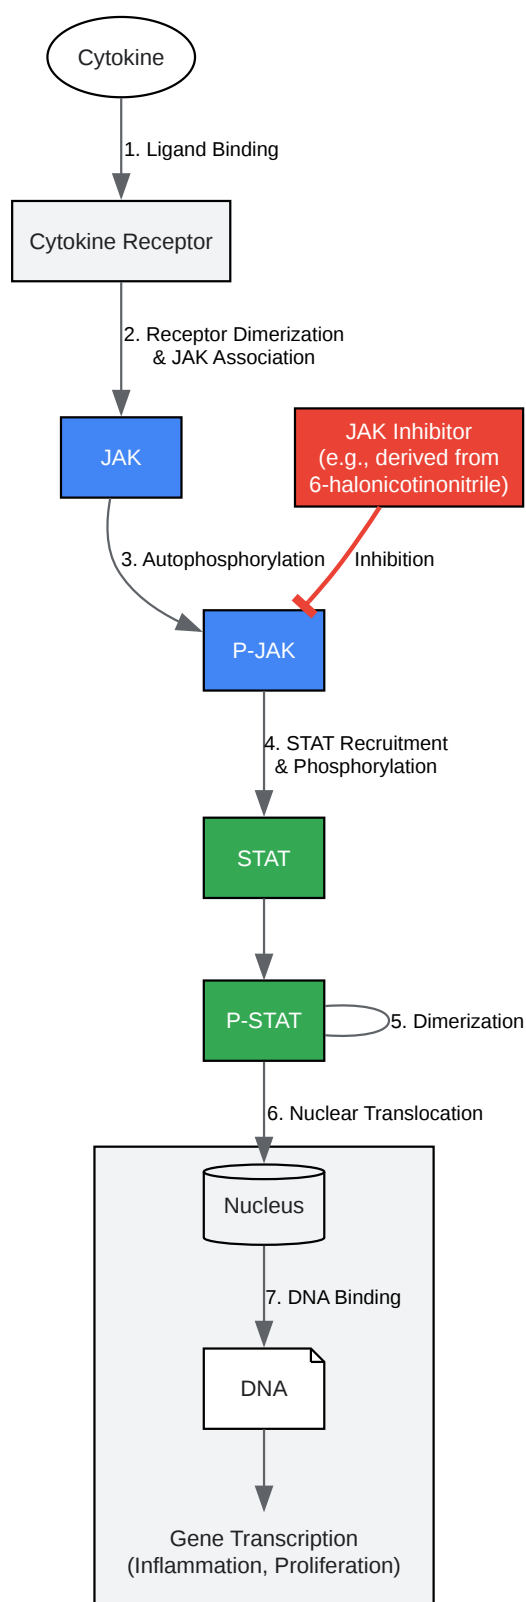 Cytokine
1. Ligand Binding
Cytokine Receptor
2. Receptor Dimerization
& JAK Association
JAK
JAK Inhibitor
(e.g., derived from
6-halonicotinonitrile)
3. Autophosphorylation
Inhibition
P-JAK
4. STAT Recruitment
& Phosphorylation
STAT
P-STAT
5. Dimerization
6. Nuclear Translocation
Nucleus
7. DNA Binding
DNA
Gene Transcription
(Inflammation, Proliferation)